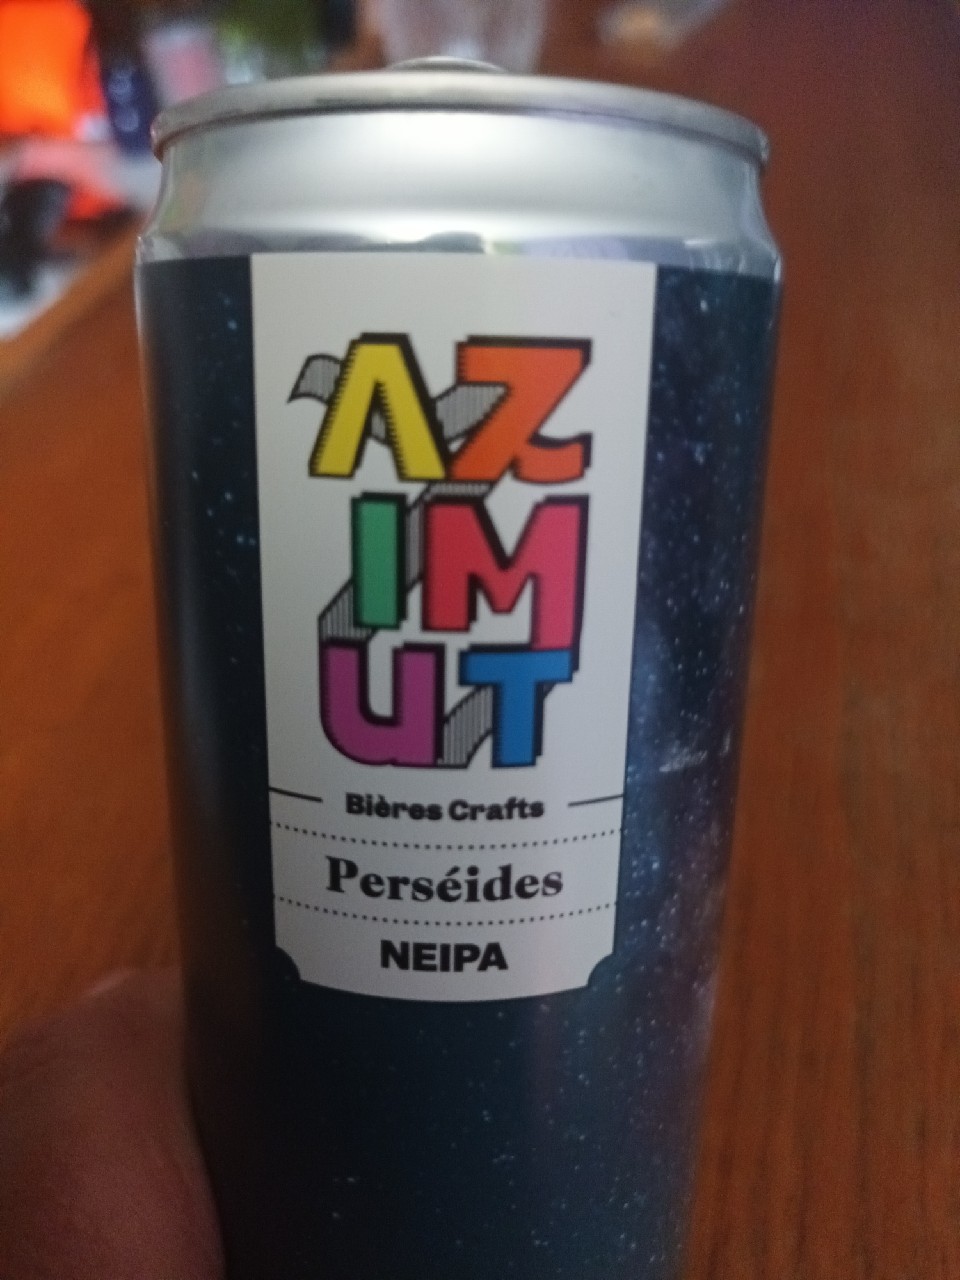 AZ
IM
UT
Bières Crafts
Perséides
NEIPA